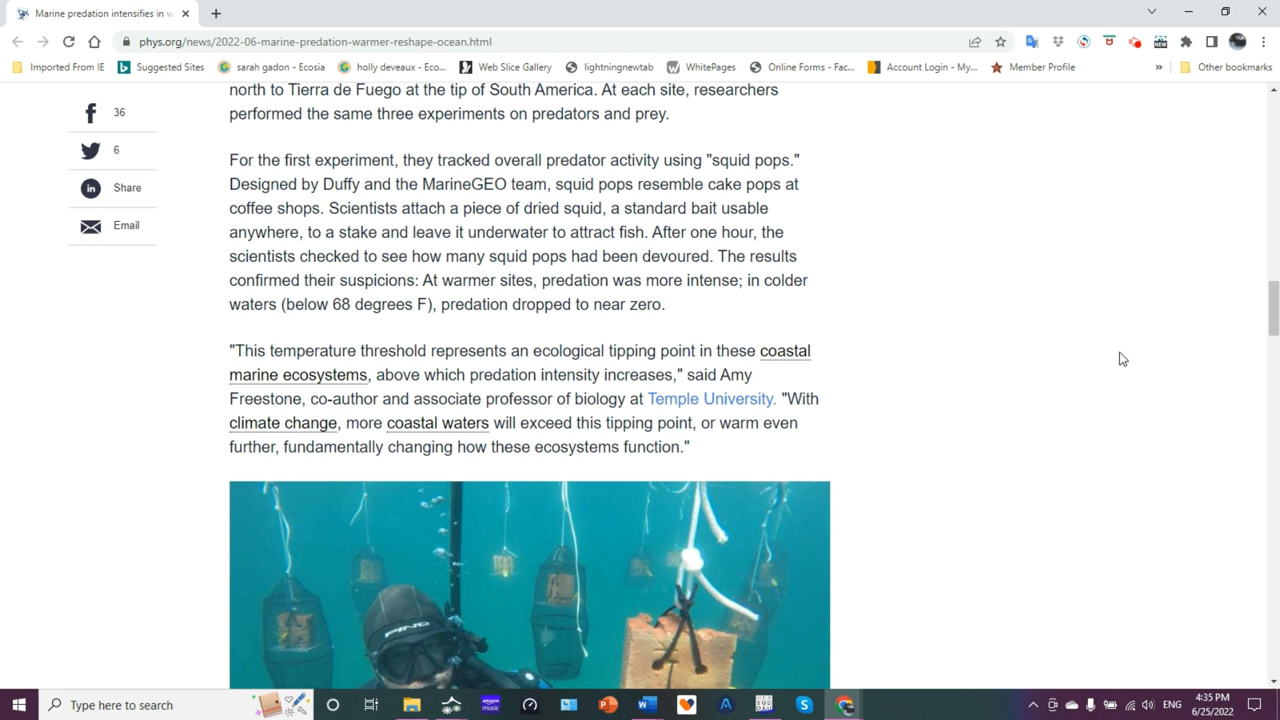 Marine predation intensifies in w
phys.org/news/2022-06-marine-predation-warmer-reshape-ocean.html
Imported From IE
Suggested Sites
sarah gadon - Ecosia
holly deveaux - Eco...
Web Slice Gallery
lightningnewtab
WhitePages
Online Forms - Fac...
Account Login - My...
Member Profile
»
Other bookmarks
36
6
in Share
Email
north to Tierra de Fuego at the tip of South America. At each site, researchers
performed the same three experiments on predators and prey.
For the first experiment, they tracked overall predator activity using "squid pops."
Designed by Duffy and the MarineGEO team, squid pops resemble cake pops at
coffee shops. Scientists attach a piece of dried squid, a standard bait usable
anywhere, to a stake and leave it underwater to attract fish. After one hour, the
scientists checked to see how many squid pops had been devoured. The results
confirmed their suspicions: At warmer sites, predation was more intense; in colder
waters (below 68 degrees F), predation dropped to near zero.
"This temperature threshold represents an ecological tipping point in these coastal
marine ecosystems, above which predation intensity increases," said Amy
Freestone, co-author and associate professor of biology at Temple University. "With
climate change, more coastal waters will exceed this tipping point, or warm even
further, fundamentally changing how these ecosystems function."
PINO
Type here to search
amazon music
ENG
4:35 PM
6/25/2022